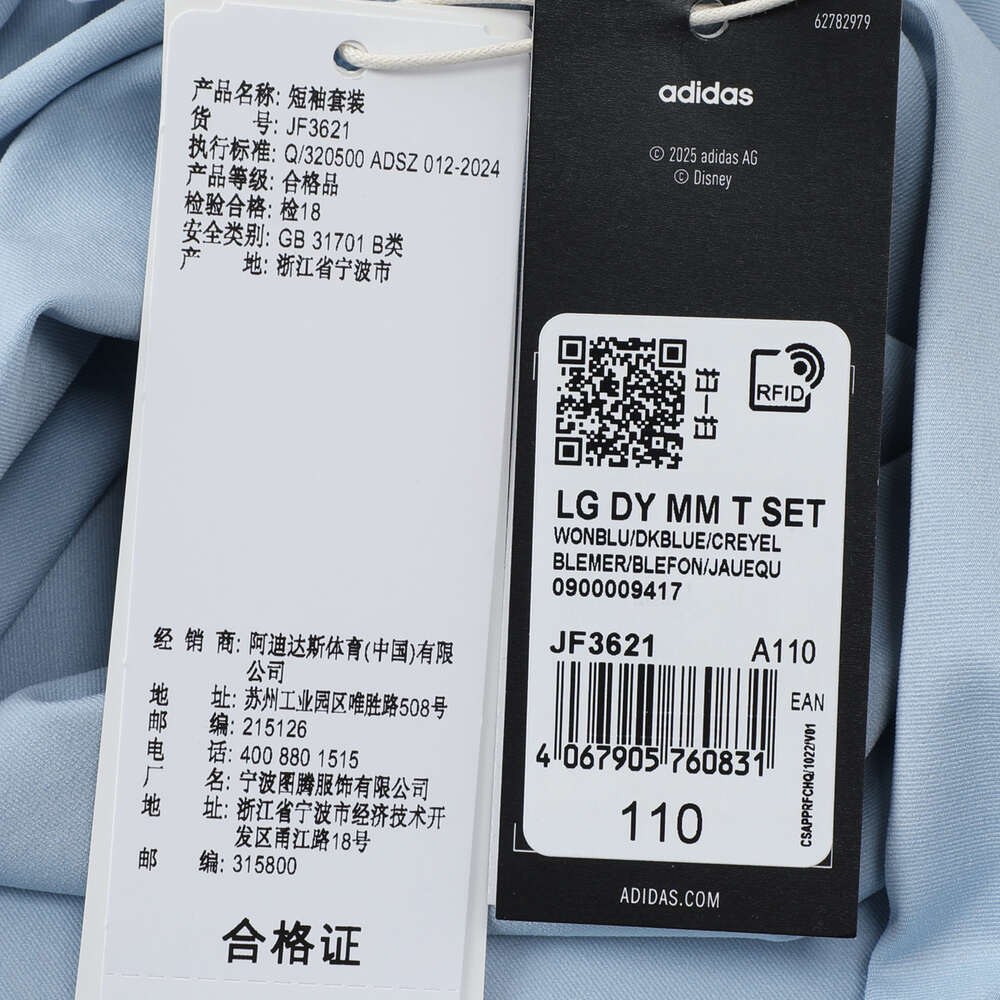 产品名称: 短袖套装
货 号: JF3621
执行标准: Q/320500 ADSZ 012-2024
产品等级: 合格品
检验合格: 检18
安全类别: GB 31701 B类
产 地: 浙江省宁波市
经 销 商: 阿迪达斯体育(中国)有限
公司
地 址: 苏州工业园区唯胜路508号
邮 编: 215126
电 话: 400 880 1515
厂 名: 宁波图腾服饰有限公司
地 址: 浙江省宁波市经济技术开
发区甬江路18号
邮 编: 315800
合格证
62782979
adidas
© 2025 adidas AG
© Disney
扫一扫
RFID
LG DY MM T SET
WONBLU/DKBLUE/CREYEL
BLEMER/BLEFON/JAUEQU
0900009417
JF3621 A110
EAN
4 067905 760831
110
CSAPPRFCHQ/1022/V01
ADIDAS.COM